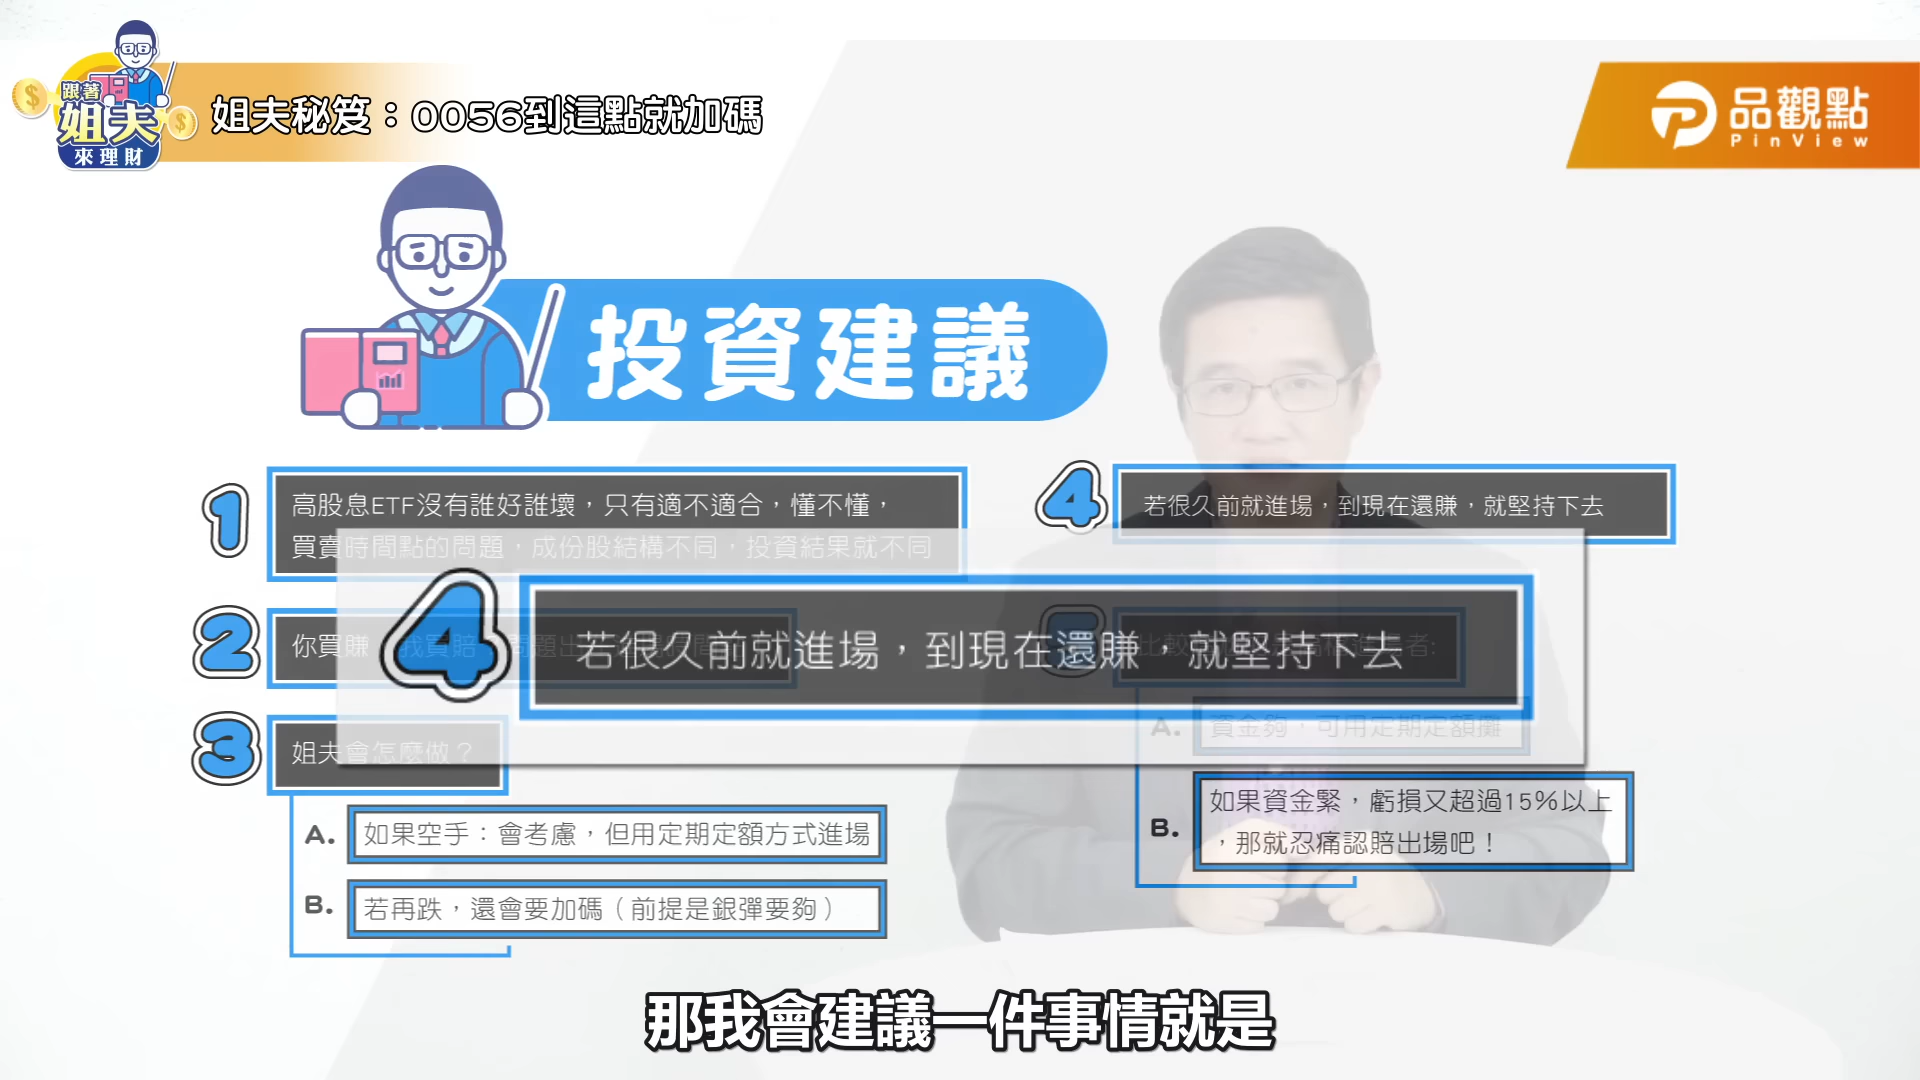 跟著
姐夫
來理財
姐夫秘笈：0056到這點就加碼
品觀點
PinView
投資建議
1
高股息ETF沒有誰好誰壞，只有適不適合，懂不懂，
買賣時間點的問題，成份股結構不同，投資結果就不同
2
你買賺，我買賠，問題出
3
姐夫會怎麼做？
A.
如果空手：會考慮，但用定期定額方式進場
B.
若再跌，還會要加碼（前提是銀彈要夠）
4
若很久前就進場，到現在還賺，就堅持下去
4
若很久前就進場，到現在還賺，就堅持下去
5
者:
A.
資金夠，可用定期定額攤
B.
如果資金緊，虧損又超過15%以上
，那就忍痛認賠出場吧！
那我會建議一件事情就是